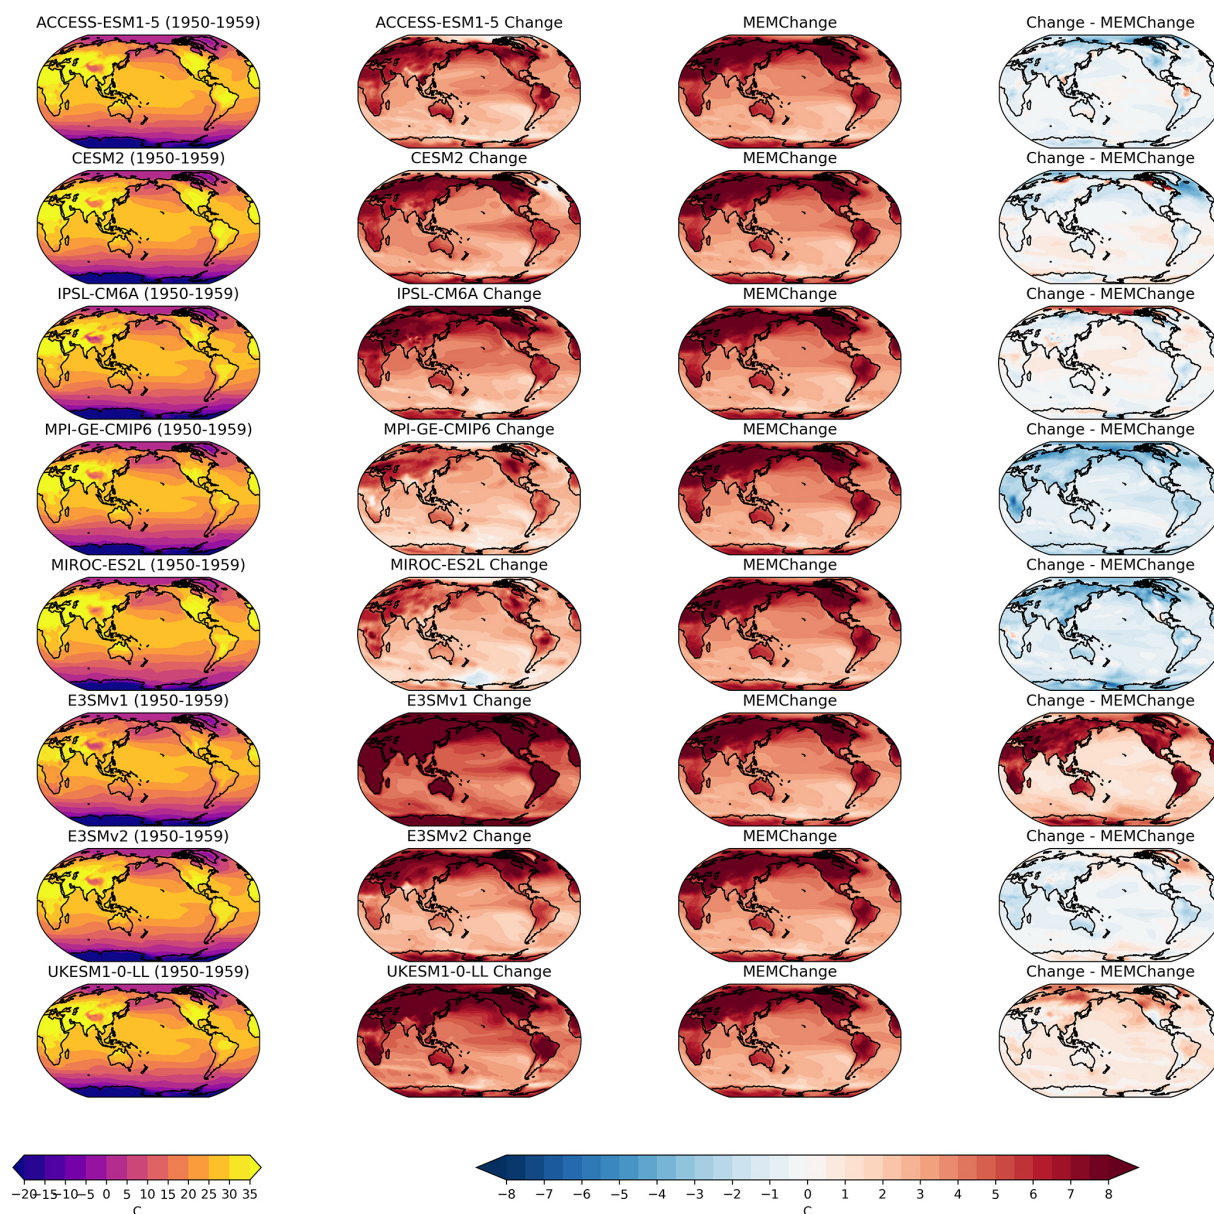 ACCESS-ESM1-5 (1950-1959) ACCESS-ESM1-5 Change MEMChange Change - MEMChange
CESM2 (1950-1959) CESM2 Change MEMChange Change - MEMChange
IPSL-CM6A (1950-1959) IPSL-CM6A Change MEMChange Change - MEMChange
MPI-GE-CMIP6 (1950-1959) MPI-GE-CMIP6 Change MEMChange Change - MEMChange
MIROC-ES2L (1950-1959) MIROC-ES2L Change MEMChange Change - MEMChange
E3SMv1 (1950-1959) E3SMv1 Change MEMChange Change - MEMChange
E3SMv2 (1950-1959) E3SMv2 Change MEMChange Change - MEMChange
UKESM1-0-LL (1950-1959) UKESM1-0-LL Change MEMChange Change - MEMChange
−20 −15 −10 −5 0 5 10 15 20 25 30 35
C
−8 −7 −6 −5 −4 −3 −2 −1 0 1 2 3 4 5 6 7 8
C